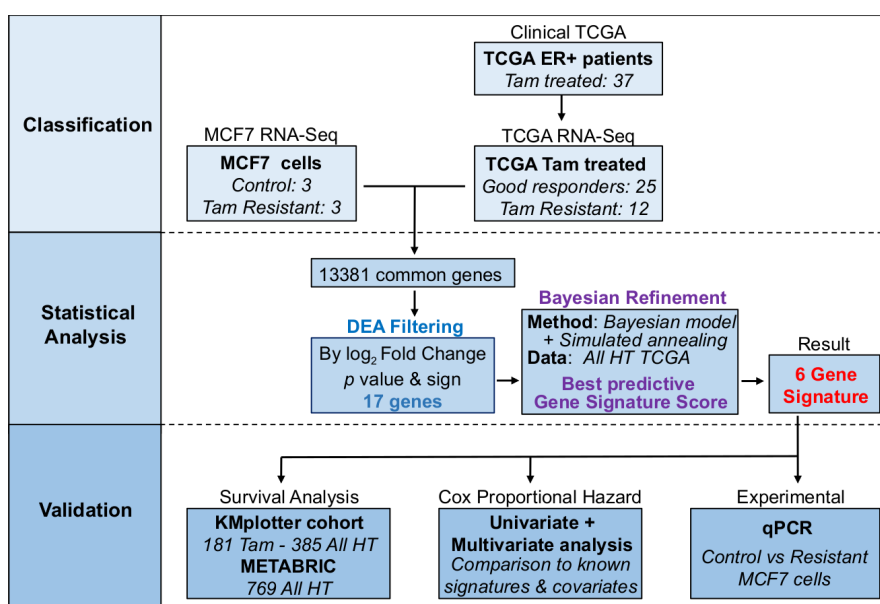 Classification
Clinical TCGA
TCGA ER+ patients
Tam treated: 37
MCF7 RNA-Seq
MCF7 cells
Control: 3
Tam Resistant: 3
TCGA RNA-Seq
TCGA Tam treated
Good responders: 25
Tam Resistant: 12
Statistical
Analysis
13381 common genes
DEA Filtering
By log₂ Fold Change
p value & sign
17 genes
Bayesian Refinement
Method: Bayesian model
+ Simulated annealing
Data: All HT TCGA
Best predictive
Gene Signature Score
Result
6 Gene
Signature
Validation
Survival Analysis
KMplotter cohort
181 Tam - 385 All HT
METABRIC
769 All HT
Cox Proportional Hazard
Univariate +
Multivariate analysis
Comparison to known
signatures & covariates
Experimental
qPCR
Control vs Resistant
MCF7 cells